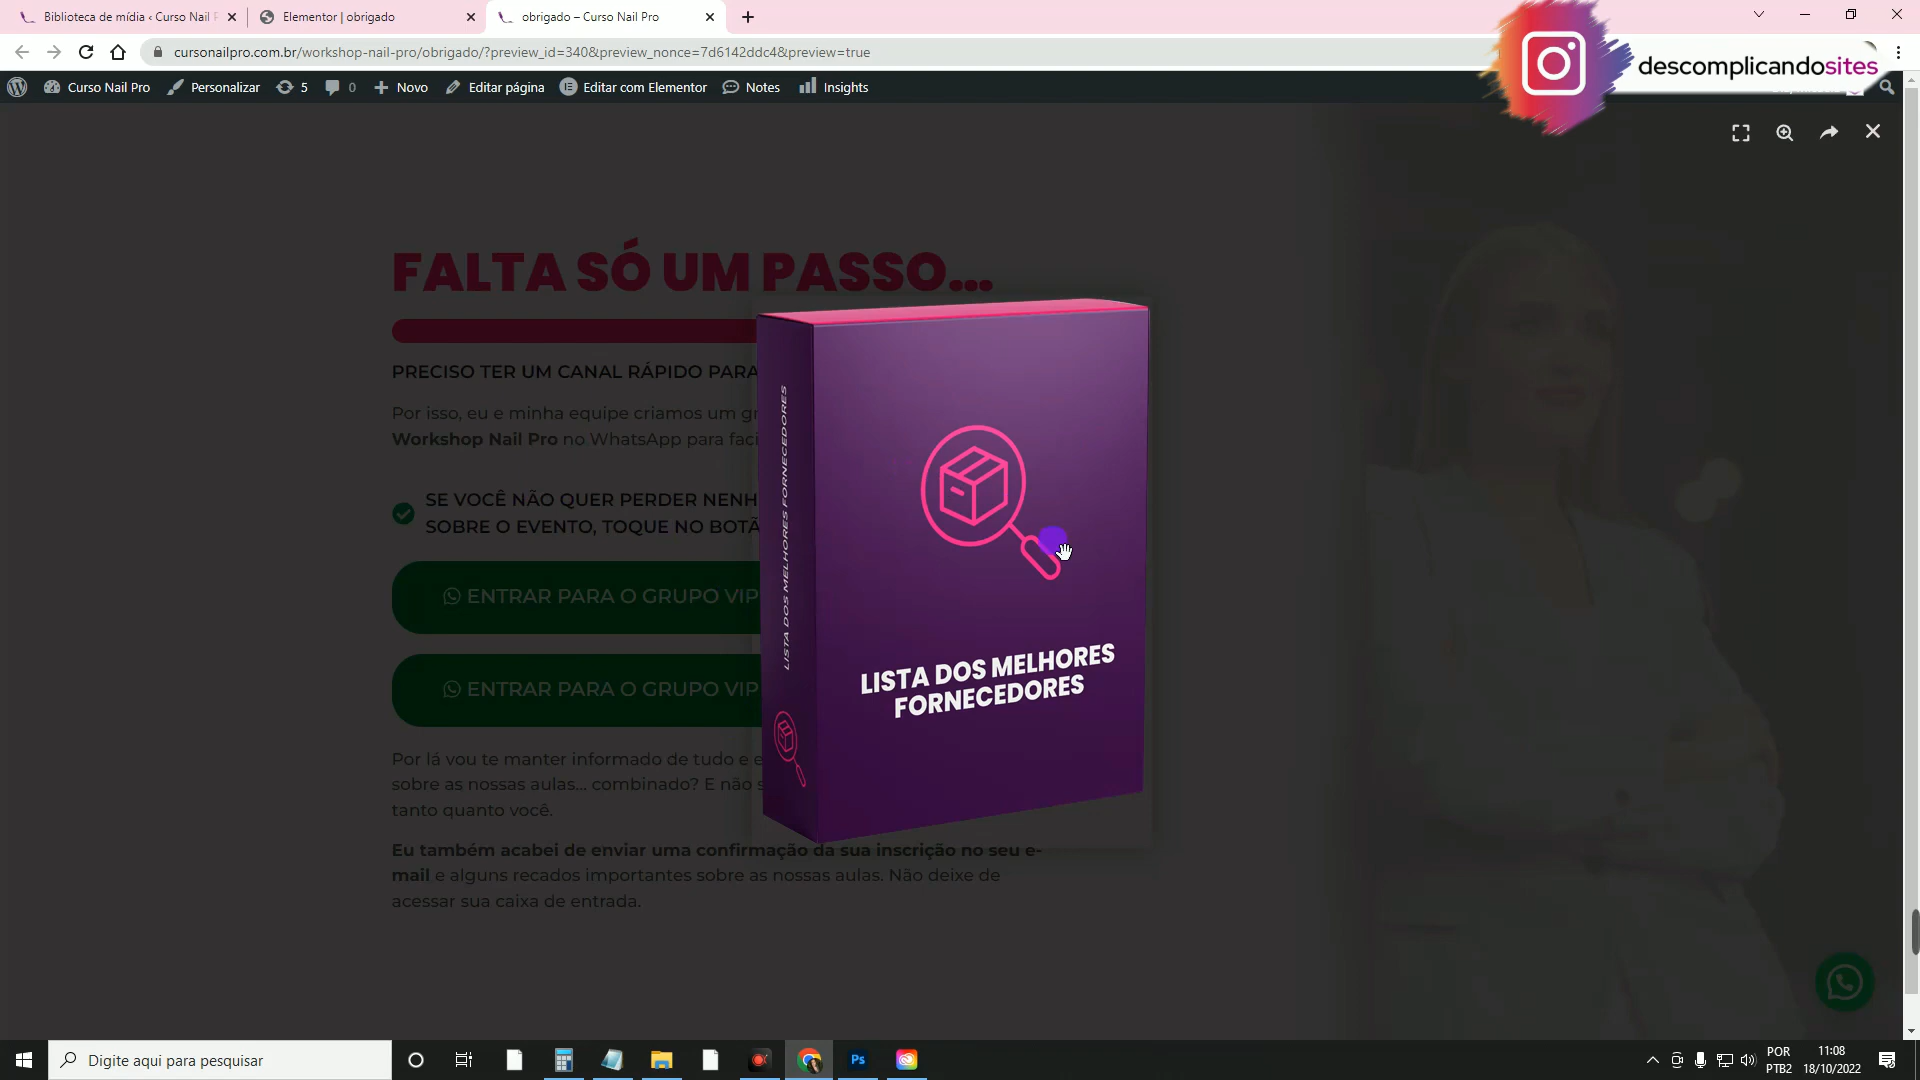 Biblioteca de mídia ‹ Curso Nail
Elementor | obrigado
obrigado – Curso Nail Pro
cursonailpro.com.br/workshop-nail-pro/obrigado/?preview_id=340&preview_nonce=7d6142ddc4&preview=true
descomplicandosites
Curso Nail Pro
Personalizar
5
0
Novo
Editar página
Editar com Elementor
Notes
Insights
FALTA SÓ UM PASSO...
PRECISO TER UM CANAL RÁPIDO PARA
Por isso, eu e minha equipe criamos um
Workshop Nail Pro no WhatsApp para
SE VOCÊ NÃO QUER PERDER
SOBRE O EVENTO, TOQUE NO
ENTRAR PARA O GRUPO VIP
ENTRAR PARA O GRUPO VIP
Por lá vou te manter informado de tudo e
sobre as nossas aulas... combinado? E não
tanto quanto você.
Eu também acabei de enviar uma confirmação da sua inscrição no seu e-
mail e alguns recados importantes sobre as nossas aulas. Não deixe de
acessar sua caixa de entrada.
LISTA DOS MELHORES FORNECEDORES
LISTA DOS MELHORES
FORNECEDORES
Digite aqui para pesquisar
Ps
POR
PTB2
11:08
18/10/2022